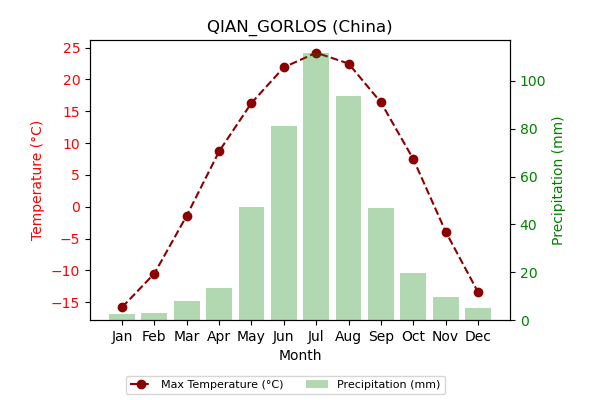 QIAN_GORLOS (China)
25
20
15
10
5
0
−5
−10
−15
Temperature (°C)
100
80
60
40
20
0
Precipitation (mm)
Jan Feb Mar Apr May Jun Jul Aug Sep Oct Nov Dec
Month
Max Temperature (°C) Precipitation (mm)